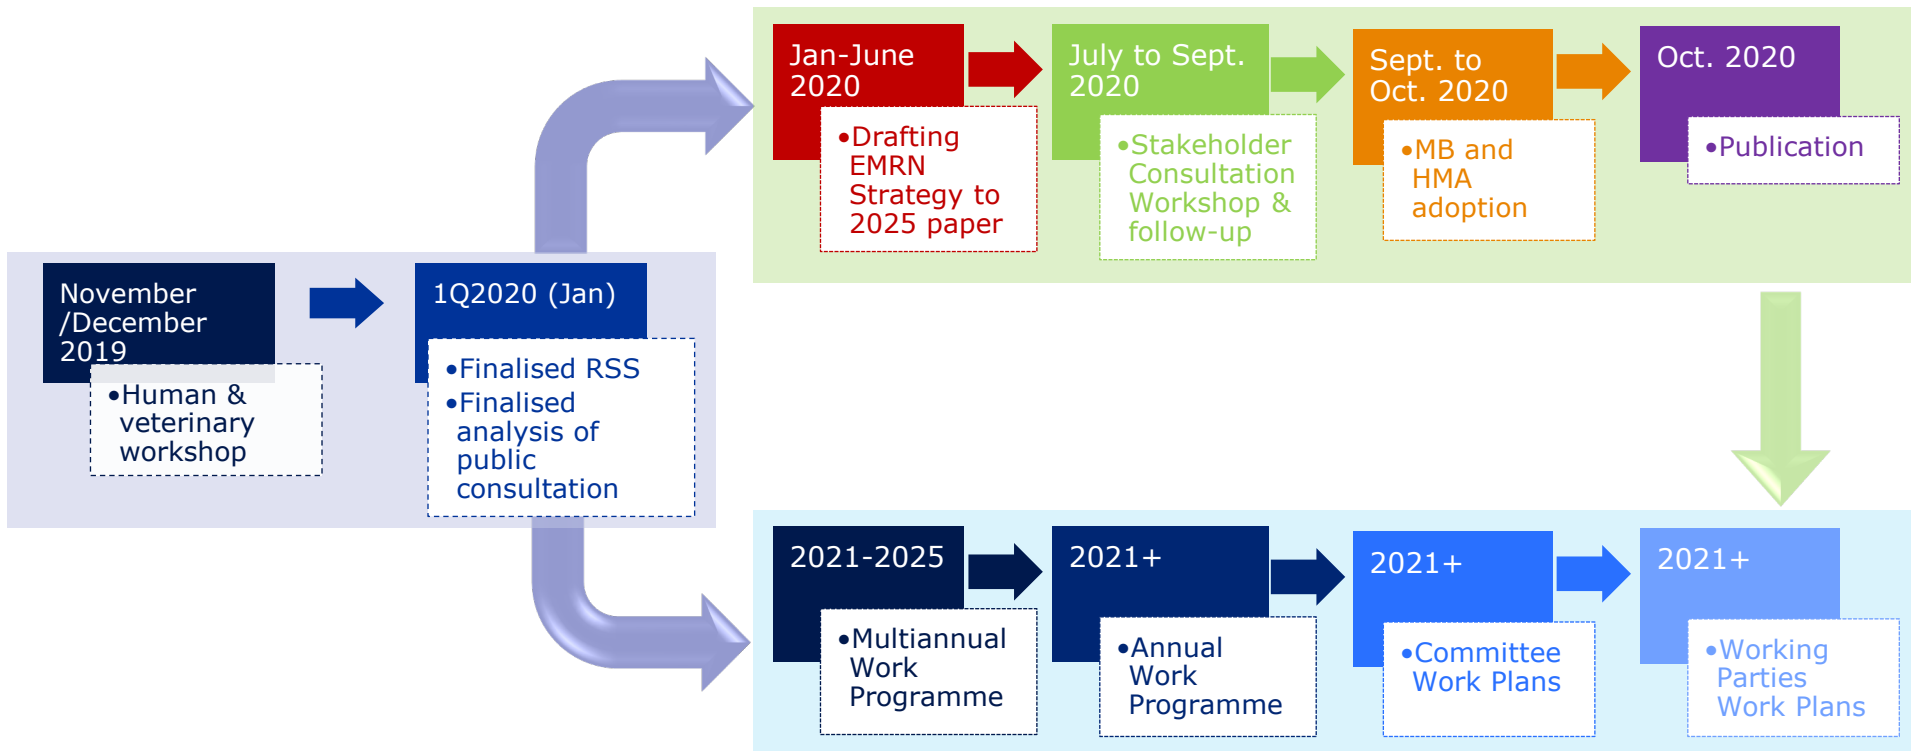 November
/December
2019
•Human &
veterinary
workshop
1Q2020 (Jan)
•Finalised RSS
•Finalised
analysis of
public
consultation
Jan-June
2020
•Drafting
EMRN
Strategy to
2025 paper
July to Sept.
2020
•Stakeholder
Consultation
Workshop &
follow-up
Sept. to
Oct. 2020
•MB and
HMA
adoption
Oct. 2020
•Publication
2021-2025
•Multiannual
Work
Programme
2021+
•Annual
Work
Programme
2021+
•Committee
Work Plans
2021+
•Working
Parties
Work Plans